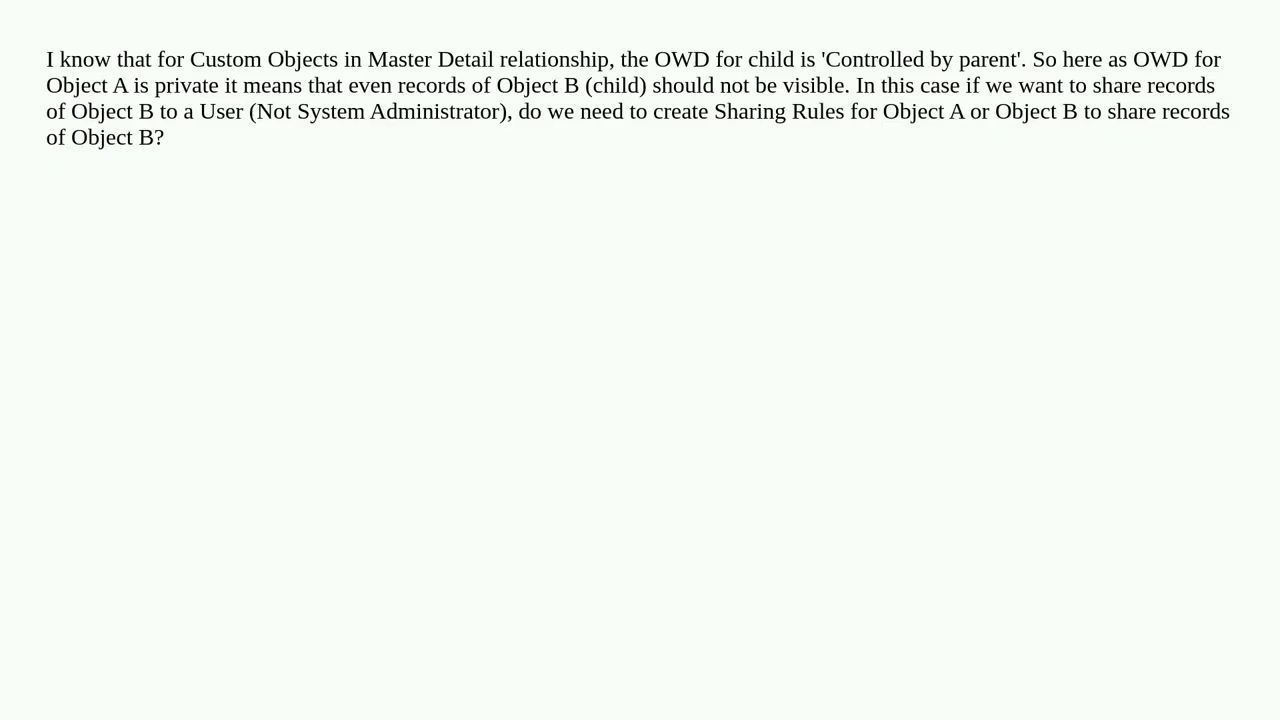 I know that for Custom Objects in Master Detail relationship, the OWD for child is 'Controlled by parent'. So here as OWD for
Object A is private it means that even records of Object B (child) should not be visible. In this case if we want to share records
of Object B to a User (Not System Administrator), do we need to create Sharing Rules for Object A or Object B to share records
of Object B?